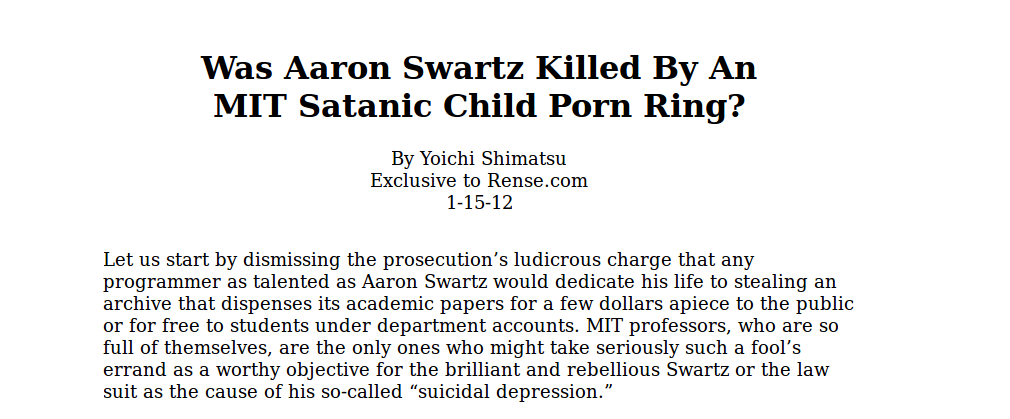 Was Aaron Swartz Killed By An
MIT Satanic Child Porn Ring?
By Yoichi Shimatsu
Exclusive to Rense.com
1-15-12
Let us start by dismissing the prosecution’s ludicrous charge that any
programmer as talented as Aaron Swartz would dedicate his life to stealing an
archive that dispenses its academic papers for a few dollars apiece to the public
or for free to students under department accounts. MIT professors, who are so
full of themselves, are the only ones who might take seriously such a fool’s
errand as a worthy objective for the brilliant and rebellious Swartz or the law
suit as the cause of his so-called “suicidal depression.”